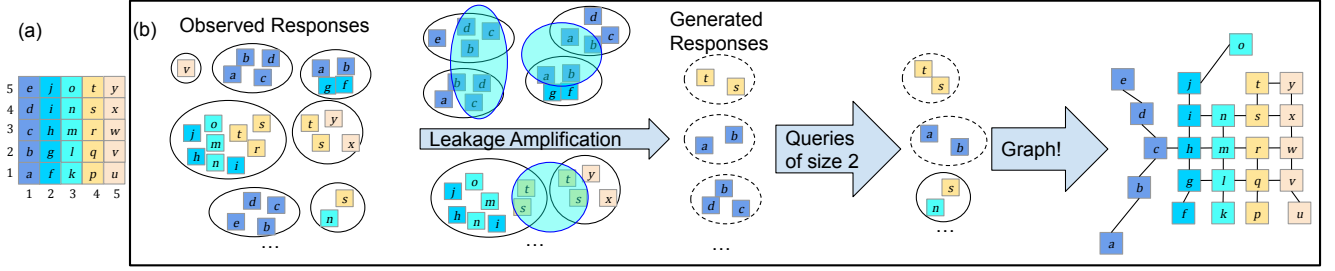 (a)
5 e j o t y
4 d i n s x
3 c h m r w
2 b g l q v
1 a f k p u
1 2 3 4 5
(b)
Observed Responses
v
a b d c
a b g f
j o m h n i t s r
t y s x
e d c b
s n
...
e d c b
d a b c
a b d c
a b g f
Leakage Amplification
j o m h n i t s
t y s x
...
Generated
Responses
t s
a b
b d c
...
Queries
of size 2
t s
a b
s n
...
Graph!
o
e j t y
d i n s x
c h m r w
b g l q v
f k p u
a